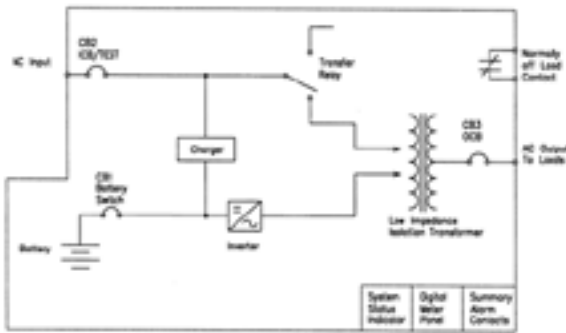 AC Input
CB2
ICB/TEST
Transfer
Relay
Normally
off Load
Contact
Charger
CB3
OCB
AC Output
To Loads
CB1
Battery
Switch
Battery
Inverter
Low Impedance
Isolation Transformer
System
Status
Indicator
Digital
Meter
Panel
Summary
Alarm
Contacts